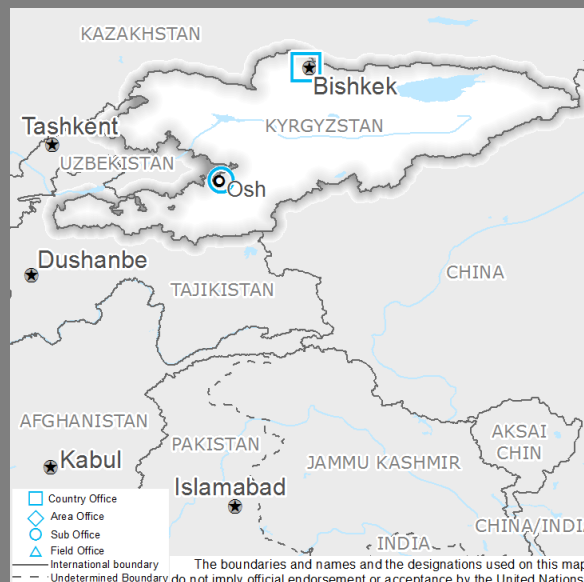 KAZAKHSTAN
Bishkek
Tashkent
KYRGYZSTAN
UZBEKISTAN
Osh
Dushanbe
CHINA
TAJIKISTAN
AFGHANISTAN
AKSAI
CHIN
PAKISTAN
Kabul
JAMMU KASHMIR
Islamabad
CHINA/INDI
INDIA
Country Office
Area Office
Sub Office
Field Office
International boundary
Undetermined Boundary
The boundaries and names and the designations used on this map
do not imply official endorsement or acceptance by the United Nations